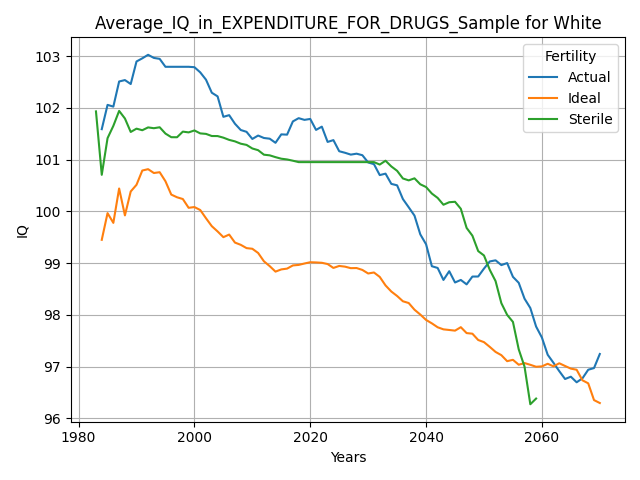 Average_IQ_in_EXPENDITURE_FOR_DRUGS_Sample for White
IQ
103
102
101
100
99
98
97
96
1980
2000
2020
2040
2060
Years
Fertility
Actual
Ideal
Sterile